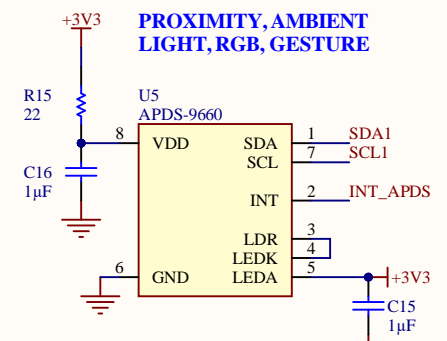 +3V3
PROXIMITY, AMBIENT
LIGHT, RGB, GESTURE
R15
22
U5
APDS-9660
8
VDD
SDA
1
SDA1
SCL
7
SCL1
C16
1µF
INT
2
INT_APDS
LDR
3
LEDK
4
6
GND
LEDA
5
+3V3
C15
1µF